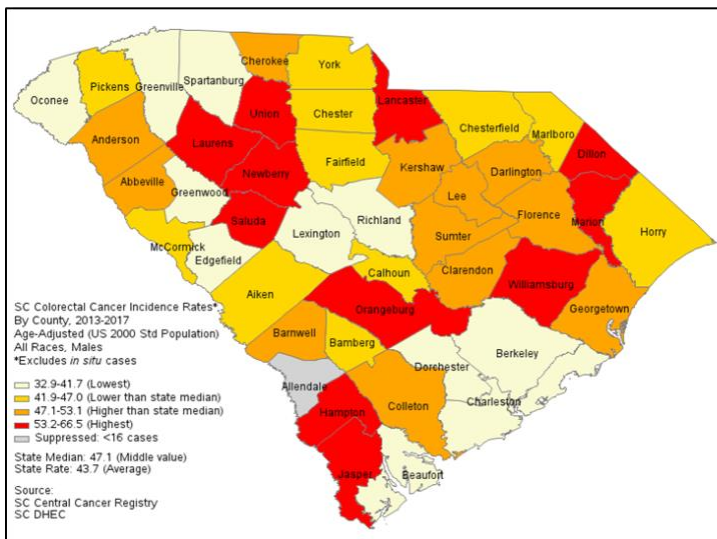 Cherokee
York
Spartanburg
Greenville
Pickens
Oconee
Lancaster
Union
Chester
Chesterfield
Marlboro
Anderson
Laurens
Dillon
Fairfield
Kershaw
Newberry
Darlington
Abbeville
Lee
Greenwood
Florence
Marion
Saluda
Richland
Sumter
Horry
Lexington
McCormick
Edgefield
Calhoun
Clarendon
Williamsburg
Aiken
Orangeburg
Georgetown
Barnwell
Bamberg
Berkeley
Dorchester
Allendale
Charleston
Hampton
Colleton
Jasper
Beaufort
SC Colorectal Cancer Incidence Rates*
By County, 2013-2017
Age-Adjusted (US 2000 Std Population)
All Races, Males
*Excludes in situ cases
32.9-41.7 (Lowest)
41.9-47.0 (Lower than state median)
47.1-53.1 (Higher than state median)
53.2-66.5 (Highest)
Suppressed: <16 cases
State Median: 47.1 (Middle value)
State Rate: 43.7 (Average)
Source:
SC Central Cancer Registry
SC DHEC